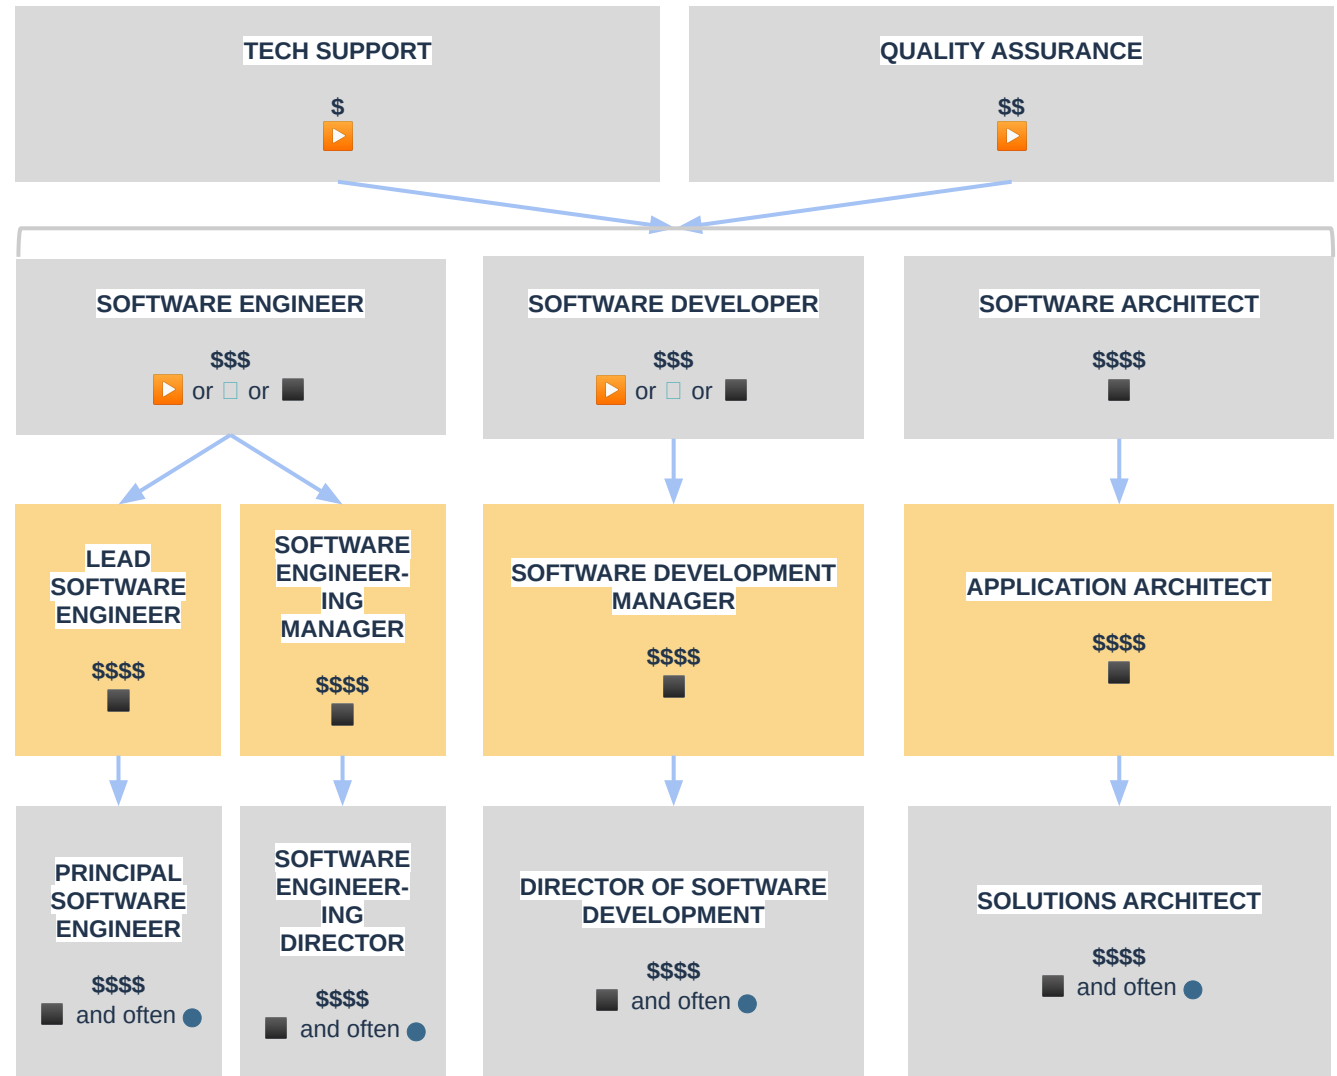 TECH SUPPORT
$
QUALITY ASSURANCE
$$
SOFTWARE ENGINEER
$$$
or or
SOFTWARE DEVELOPER
$$$
or or
SOFTWARE ARCHITECT
$$$$
LEAD
SOFTWARE
ENGINEER
$$$$
SOFTWARE
ENGINEER-
ING
MANAGER
$$$$
SOFTWARE DEVELOPMENT
MANAGER
$$$$
APPLICATION ARCHITECT
$$$$
PRINCIPAL
SOFTWARE
ENGINEER
$$$$
and often
SOFTWARE
ENGINEER-
ING
DIRECTOR
$$$$
and often
DIRECTOR OF SOFTWARE
DEVELOPMENT
$$$$
and often
SOLUTIONS ARCHITECT
$$$$
and often